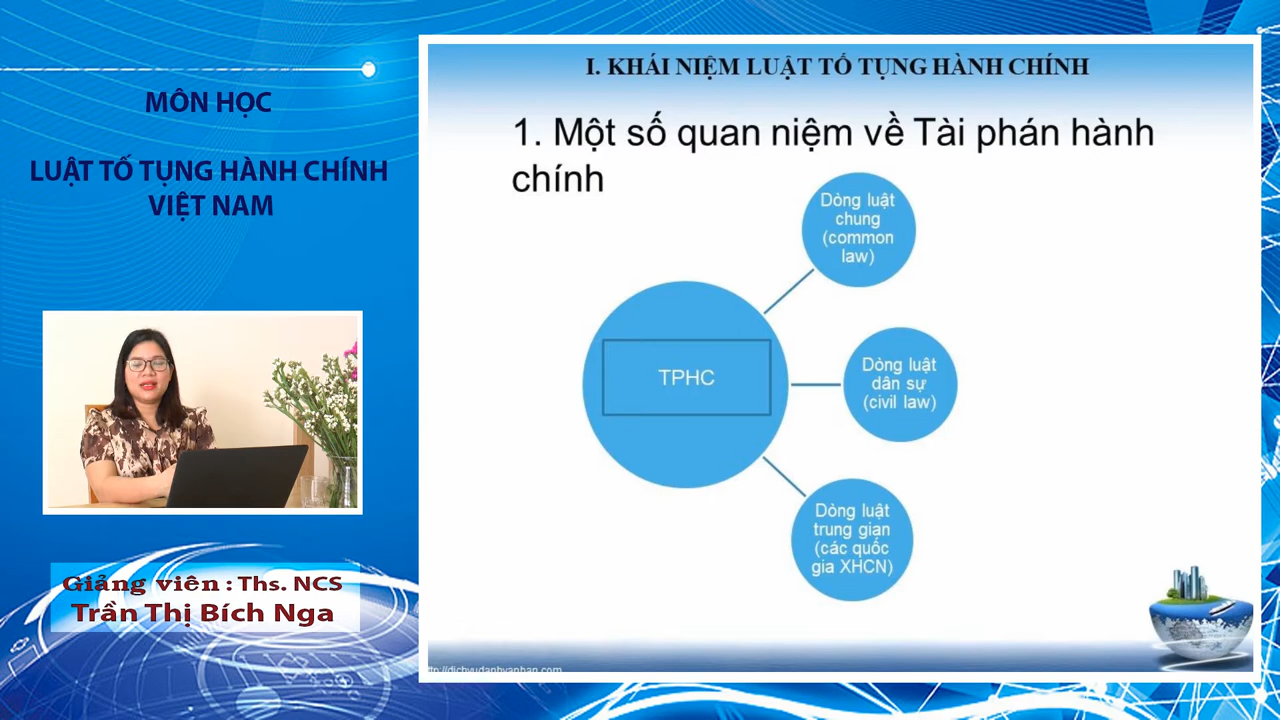 MÔN HỌC
LUẬT TỐ TỤNG HÀNH CHÍNH
VIỆT NAM
Giảng viên : Ths. NCS
Trần Thị Bích Nga
I. KHÁI NIỆM LUẬT TỐ TỤNG HÀNH CHÍNH
1. Một số quan niệm về Tài phán hành
chính
TPHC
Dòng luật
chung
(common
law)
Dòng luật
dân sự
(civil law)
Dòng luật
trung gian
(các quốc
gia XHCN)